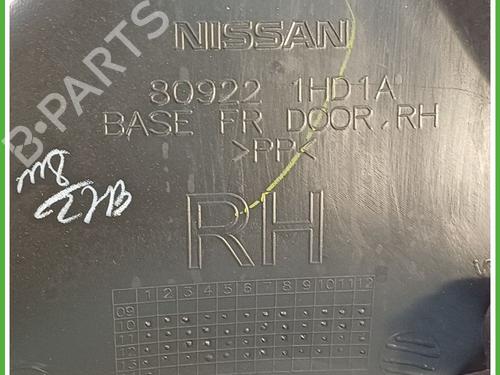 NISSAN
80922 1HD1A
BASE FR DOOR, RH
>PP<
RH
1 2 3 4 5 6 7 8 9 10 11 12
09
10
11
12
13
B-PARTS